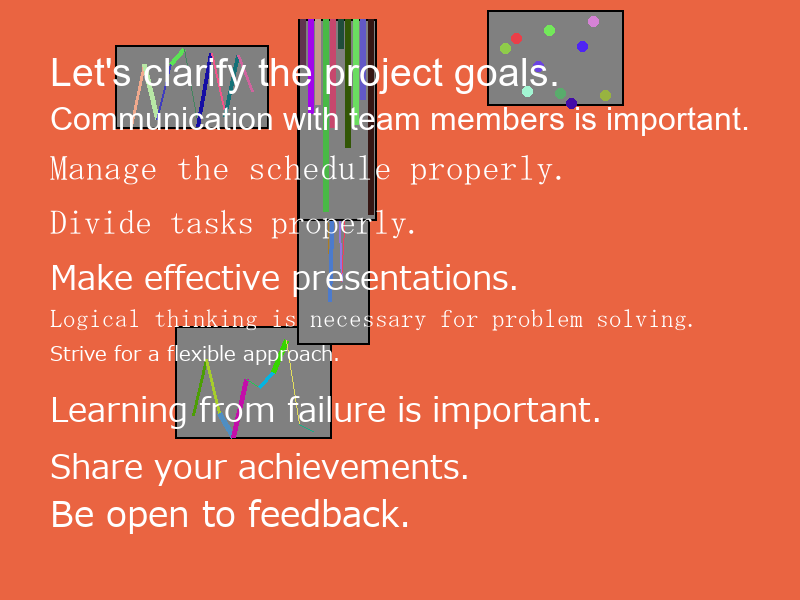 Let's clarify the project goals.
Communication with team members is important.
Manage the schedule properly.
Divide tasks properly.
Make effective presentations.
Logical thinking is necessary for problem solving.
Strive for a flexible approach.
Learning from failure is important.
Share your achievements.
Be open to feedback.